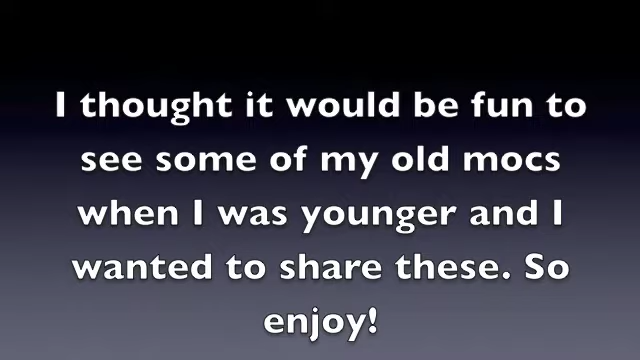 I thought it would be fun to
see some of my old mocs
when I was younger and I
wanted to share these. So
enjoy!